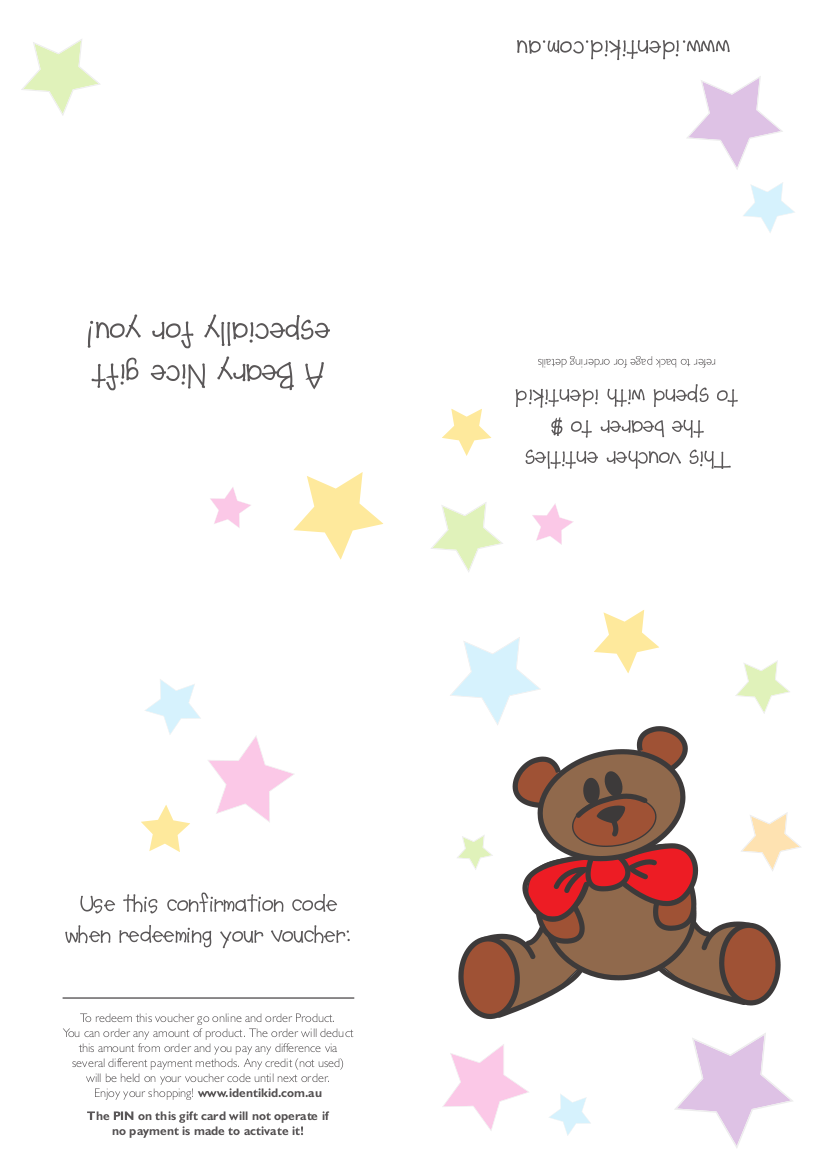 www.identikid.com.au
A Beary Nice gift
especially for you!
This voucher entitles
the bearer to $
to spend with identikid
refer to back page for ordering details
Use this confirmation code
when redeeming your voucher:
To redeem this voucher go online and order Product.
You can order any amount of product. The order will deduct
this amount from order and you pay any difference via
several different payment methods. Any credit (not used)
will be held on your voucher code until next order.
Enjoy your shopping! www.identikid.com.au
The PIN on this gift card will not operate if
no payment is made to activate it!